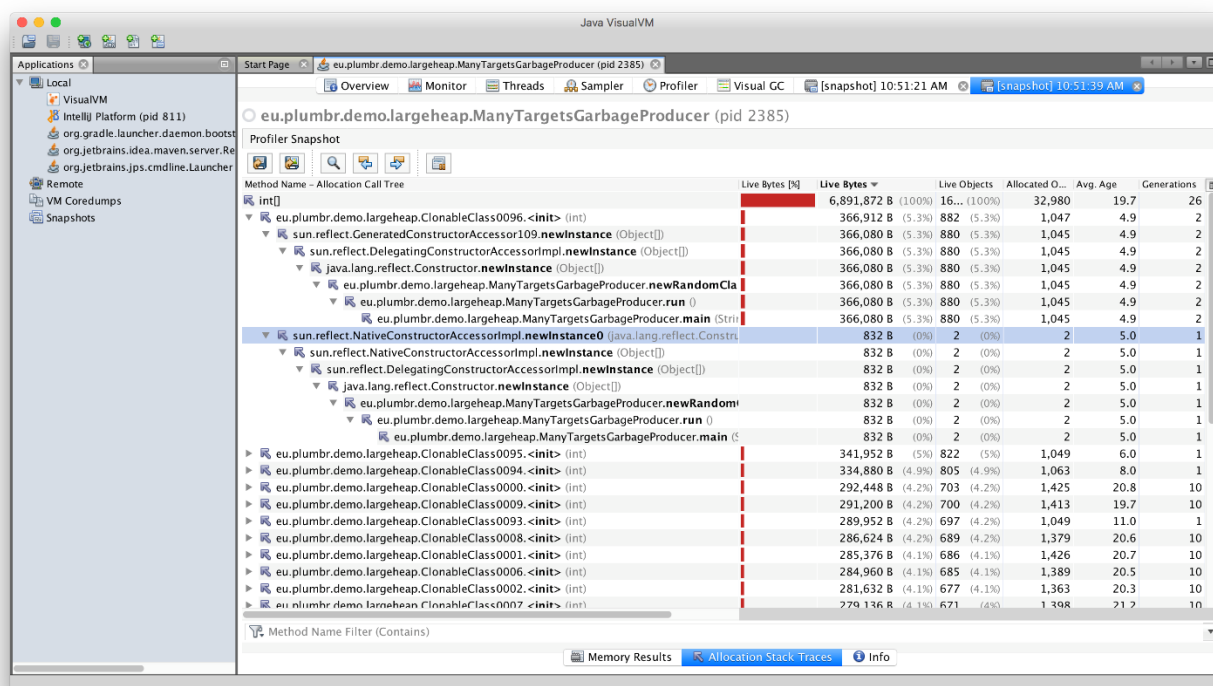 Java VisualVM
Applications
Start Page
eu.plumbr.demo.largeheap.ManyTargetsGarbageProducer (pid 2385)
Local
VisualVM
IntelliJ Platform (pid 811)
org.gradle.launcher.daemon.bootst
org.jetbrains.idea.maven.server.Re
org.jetbrains.jps.cmdline.Launcher
Remote
VM Coredumps
Snapshots
Overview Monitor Threads Sampler Profiler Visual GC [snapshot] 10:51:21 AM [snapshot] 10:51:39 AM
eu.plumbr.demo.largeheap.ManyTargetsGarbageProducer (pid 2385)
Profiler Snapshot
Method Name – Allocation Call Tree Live Bytes [%] Live Bytes Live Objects Allocated O... Avg. Age Generations
int[] 6,891,872 B (100%) 16... (100%) 32,980 19.7 26
eu.plumbr.demo.largeheap.ClonableClass0096.<init> (int) 366,912 B (5.3%) 882 (5.3%) 1,047 4.9 2
sun.reflect.GeneratedConstructorAccessor109.newInstance (Object[]) 366,080 B (5.3%) 880 (5.3%) 1,045 4.9 2
sun.reflect.DelegatingConstructorAccessorImpl.newInstance (Object[]) 366,080 B (5.3%) 880 (5.3%) 1,045 4.9 2
java.lang.reflect.Constructor.newInstance (Object[]) 366,080 B (5.3%) 880 (5.3%) 1,045 4.9 2
eu.plumbr.demo.largeheap.ManyTargetsGarbageProducer.newRandomCla 366,080 B (5.3%) 880 (5.3%) 1,045 4.9 2
eu.plumbr.demo.largeheap.ManyTargetsGarbageProducer.run () 366,080 B (5.3%) 880 (5.3%) 1,045 4.9 2
eu.plumbr.demo.largeheap.ManyTargetsGarbageProducer.main (Strin 366,080 B (5.3%) 880 (5.3%) 1,045 4.9 2
sun.reflect.NativeConstructorAccessorImpl.newInstance0 (java.lang.reflect.Constru 832 B (0%) 2 (0%) 2 5.0 1
sun.reflect.NativeConstructorAccessorImpl.newInstance (Object[]) 832 B (0%) 2 (0%) 2 5.0 1
sun.reflect.DelegatingConstructorAccessorImpl.newInstance (Object[]) 832 B (0%) 2 (0%) 2 5.0 1
java.lang.reflect.Constructor.newInstance (Object[]) 832 B (0%) 2 (0%) 2 5.0 1
eu.plumbr.demo.largeheap.ManyTargetsGarbageProducer.newRandom 832 B (0%) 2 (0%) 2 5.0 1
eu.plumbr.demo.largeheap.ManyTargetsGarbageProducer.run () 832 B (0%) 2 (0%) 2 5.0 1
eu.plumbr.demo.largeheap.ManyTargetsGarbageProducer.main (S 832 B (0%) 2 (0%) 2 5.0 1
eu.plumbr.demo.largeheap.ClonableClass0095.<init> (int) 341,952 B (5%) 822 (5%) 1,049 6.0 1
eu.plumbr.demo.largeheap.ClonableClass0094.<init> (int) 334,880 B (4.9%) 805 (4.9%) 1,063 8.0 1
eu.plumbr.demo.largeheap.ClonableClass0000.<init> (int) 292,448 B (4.2%) 703 (4.2%) 1,425 20.8 10
eu.plumbr.demo.largeheap.ClonableClass0009.<init> (int) 291,200 B (4.2%) 700 (4.2%) 1,413 19.7 10
eu.plumbr.demo.largeheap.ClonableClass0093.<init> (int) 289,952 B (4.2%) 697 (4.2%) 1,049 11.0 1
eu.plumbr.demo.largeheap.ClonableClass0008.<init> (int) 286,624 B (4.2%) 689 (4.2%) 1,379 20.6 10
eu.plumbr.demo.largeheap.ClonableClass0001.<init> (int) 285,376 B (4.1%) 686 (4.1%) 1,426 20.7 10
eu.plumbr.demo.largeheap.ClonableClass0006.<init> (int) 284,960 B (4.1%) 685 (4.1%) 1,389 20.5 10
eu.plumbr.demo.largeheap.ClonableClass0002.<init> (int) 281,632 B (4.1%) 677 (4.1%) 1,363 20.3 10
eu.plumbr.demo.largeheap.ClonableClass0007.<init> (int) 279,136 B (4.1%) 671 (4%) 1,398 21.2 10
Method Name Filter (Contains)
Memory Results Allocation Stack Traces Info